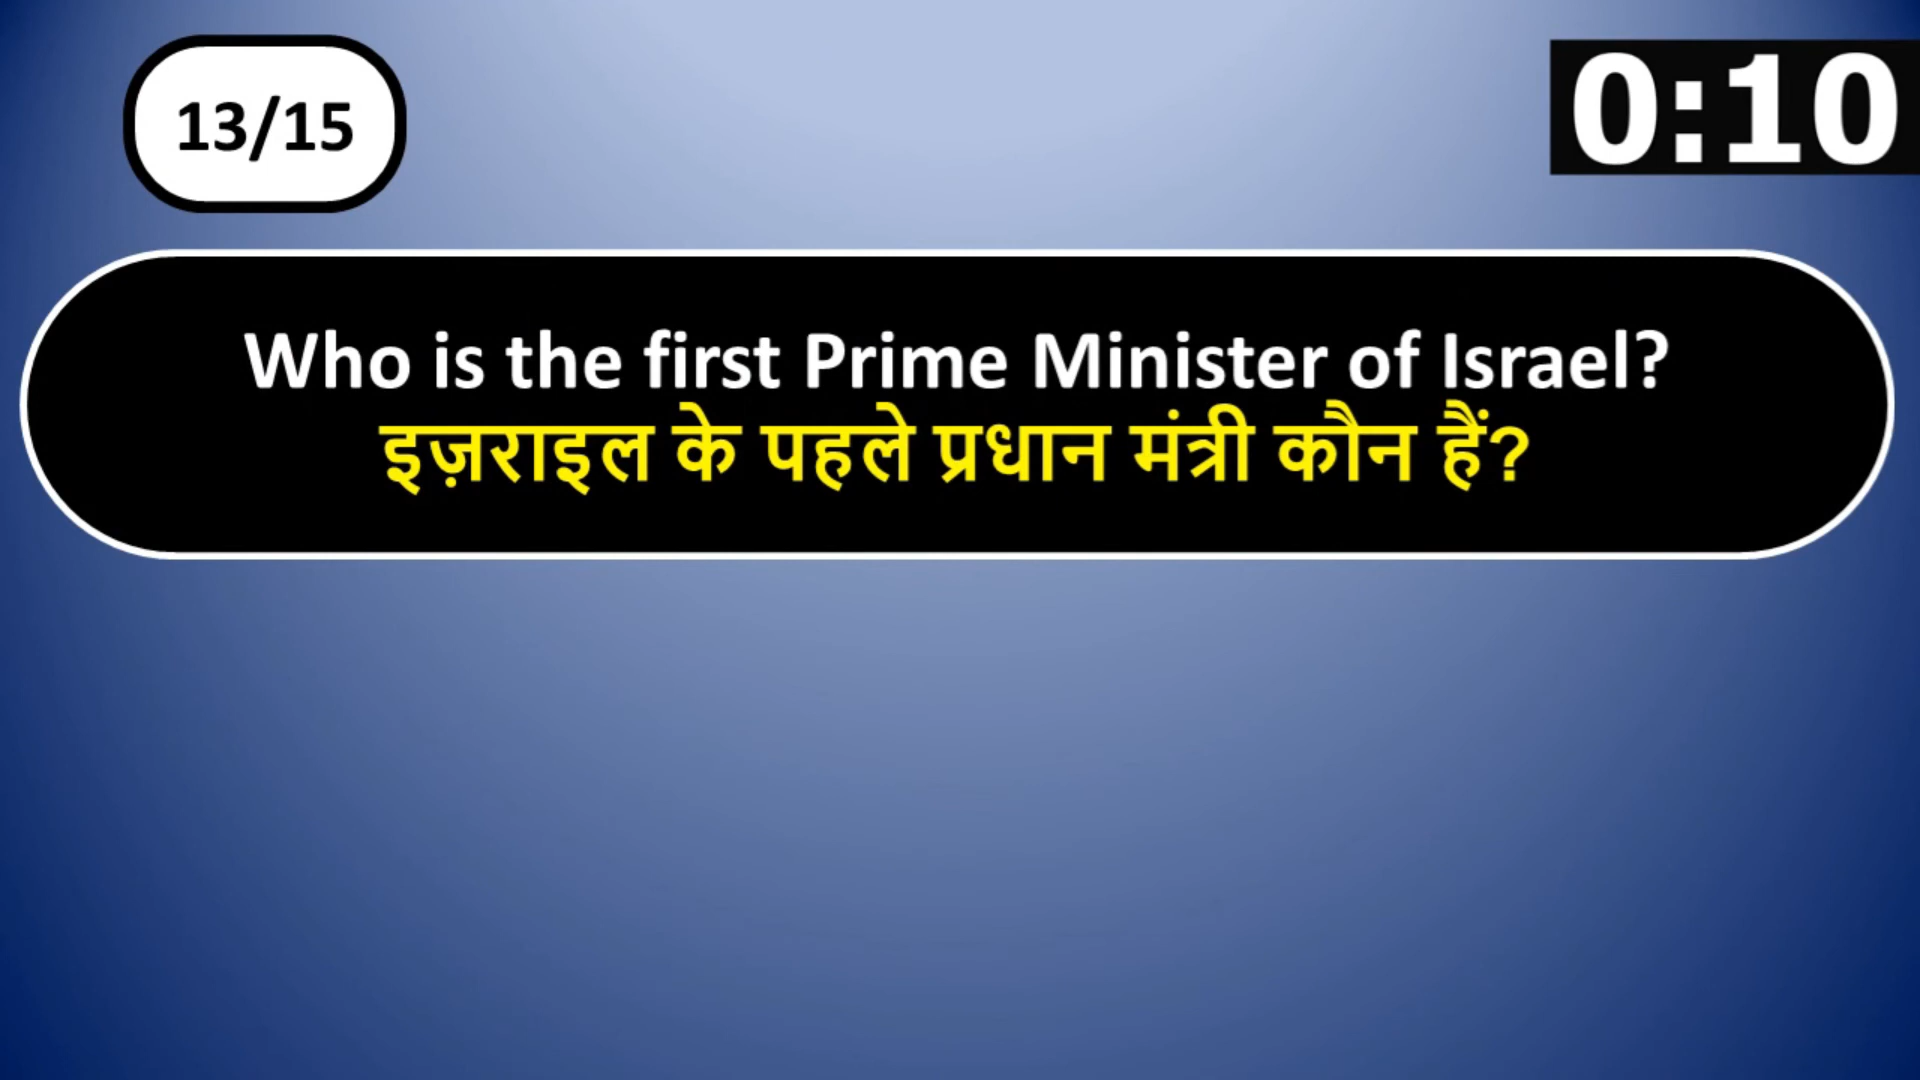 13/15
0:10
Who is the first Prime Minister of Israel?
इज़राइल के पहले प्रधान मंत्री कौन हैं?